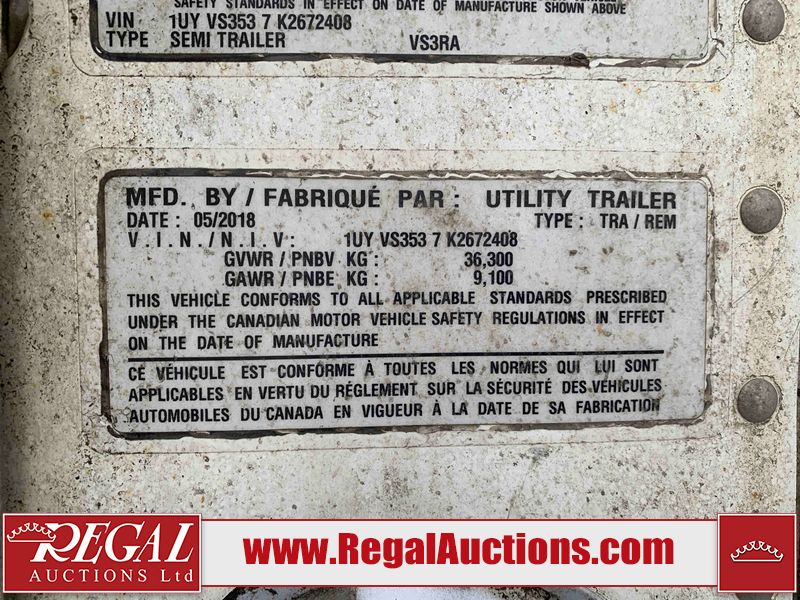 SAFETY STANDARDS IN EFFECT ON DATE OF MANUFACTURE SHOWN ABOVE
VIN 1UY VS353 7 K2672408
TYPE SEMI TRAILER VS3RA
MFD. BY / FABRIQUÉ PAR : UTILITY TRAILER
DATE : 05/2018 TYPE : TRA / REM
V . I . N . / N . I . V : 1UY VS353 7 K2672408
GVWR / PNBV KG : 36,300
GAWR / PNBE KG : 9,100
THIS VEHICLE CONFORMS TO ALL APPLICABLE STANDARDS PRESCRIBED
UNDER THE CANADIAN MOTOR VEHICLE SAFETY REGULATIONS IN EFFECT
ON THE DATE OF MANUFACTURE
CE VÉHICULE EST CONFORME À TOUTES LES NORMES QUI LUI SONT
APPLICABLES EN VERTU DU RÉGLEMENT SUR LA SÉCURITÉ DES VÉHICULES
AUTOMOBILES DU CANADA EN VIGUEUR À LA DATE DE SA FABRICATION
REGAL
AUCTIONS Ltd
www.RegalAuctions.com